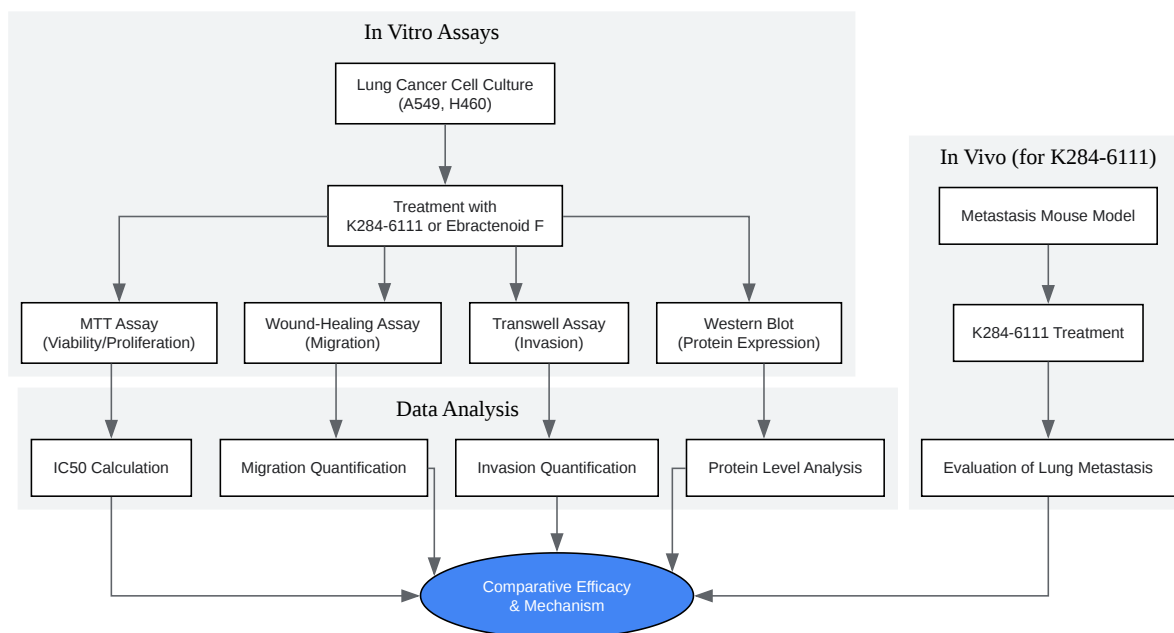 In Vitro Assays
Lung Cancer Cell Culture
(A549, H460)
Treatment with
K284-6111 or Ebractenoid F
MTT Assay
(Viability/Proliferation)
Wound-Healing Assay
(Migration)
Transwell Assay
(Invasion)
Western Blot
(Protein Expression)
Data Analysis
IC50 Calculation
Migration Quantification
Invasion Quantification
Protein Level Analysis
In Vivo (for K284-6111)
Metastasis Mouse Model
K284-6111 Treatment
Evaluation of Lung Metastasis
Comparative Efficacy
& Mechanism